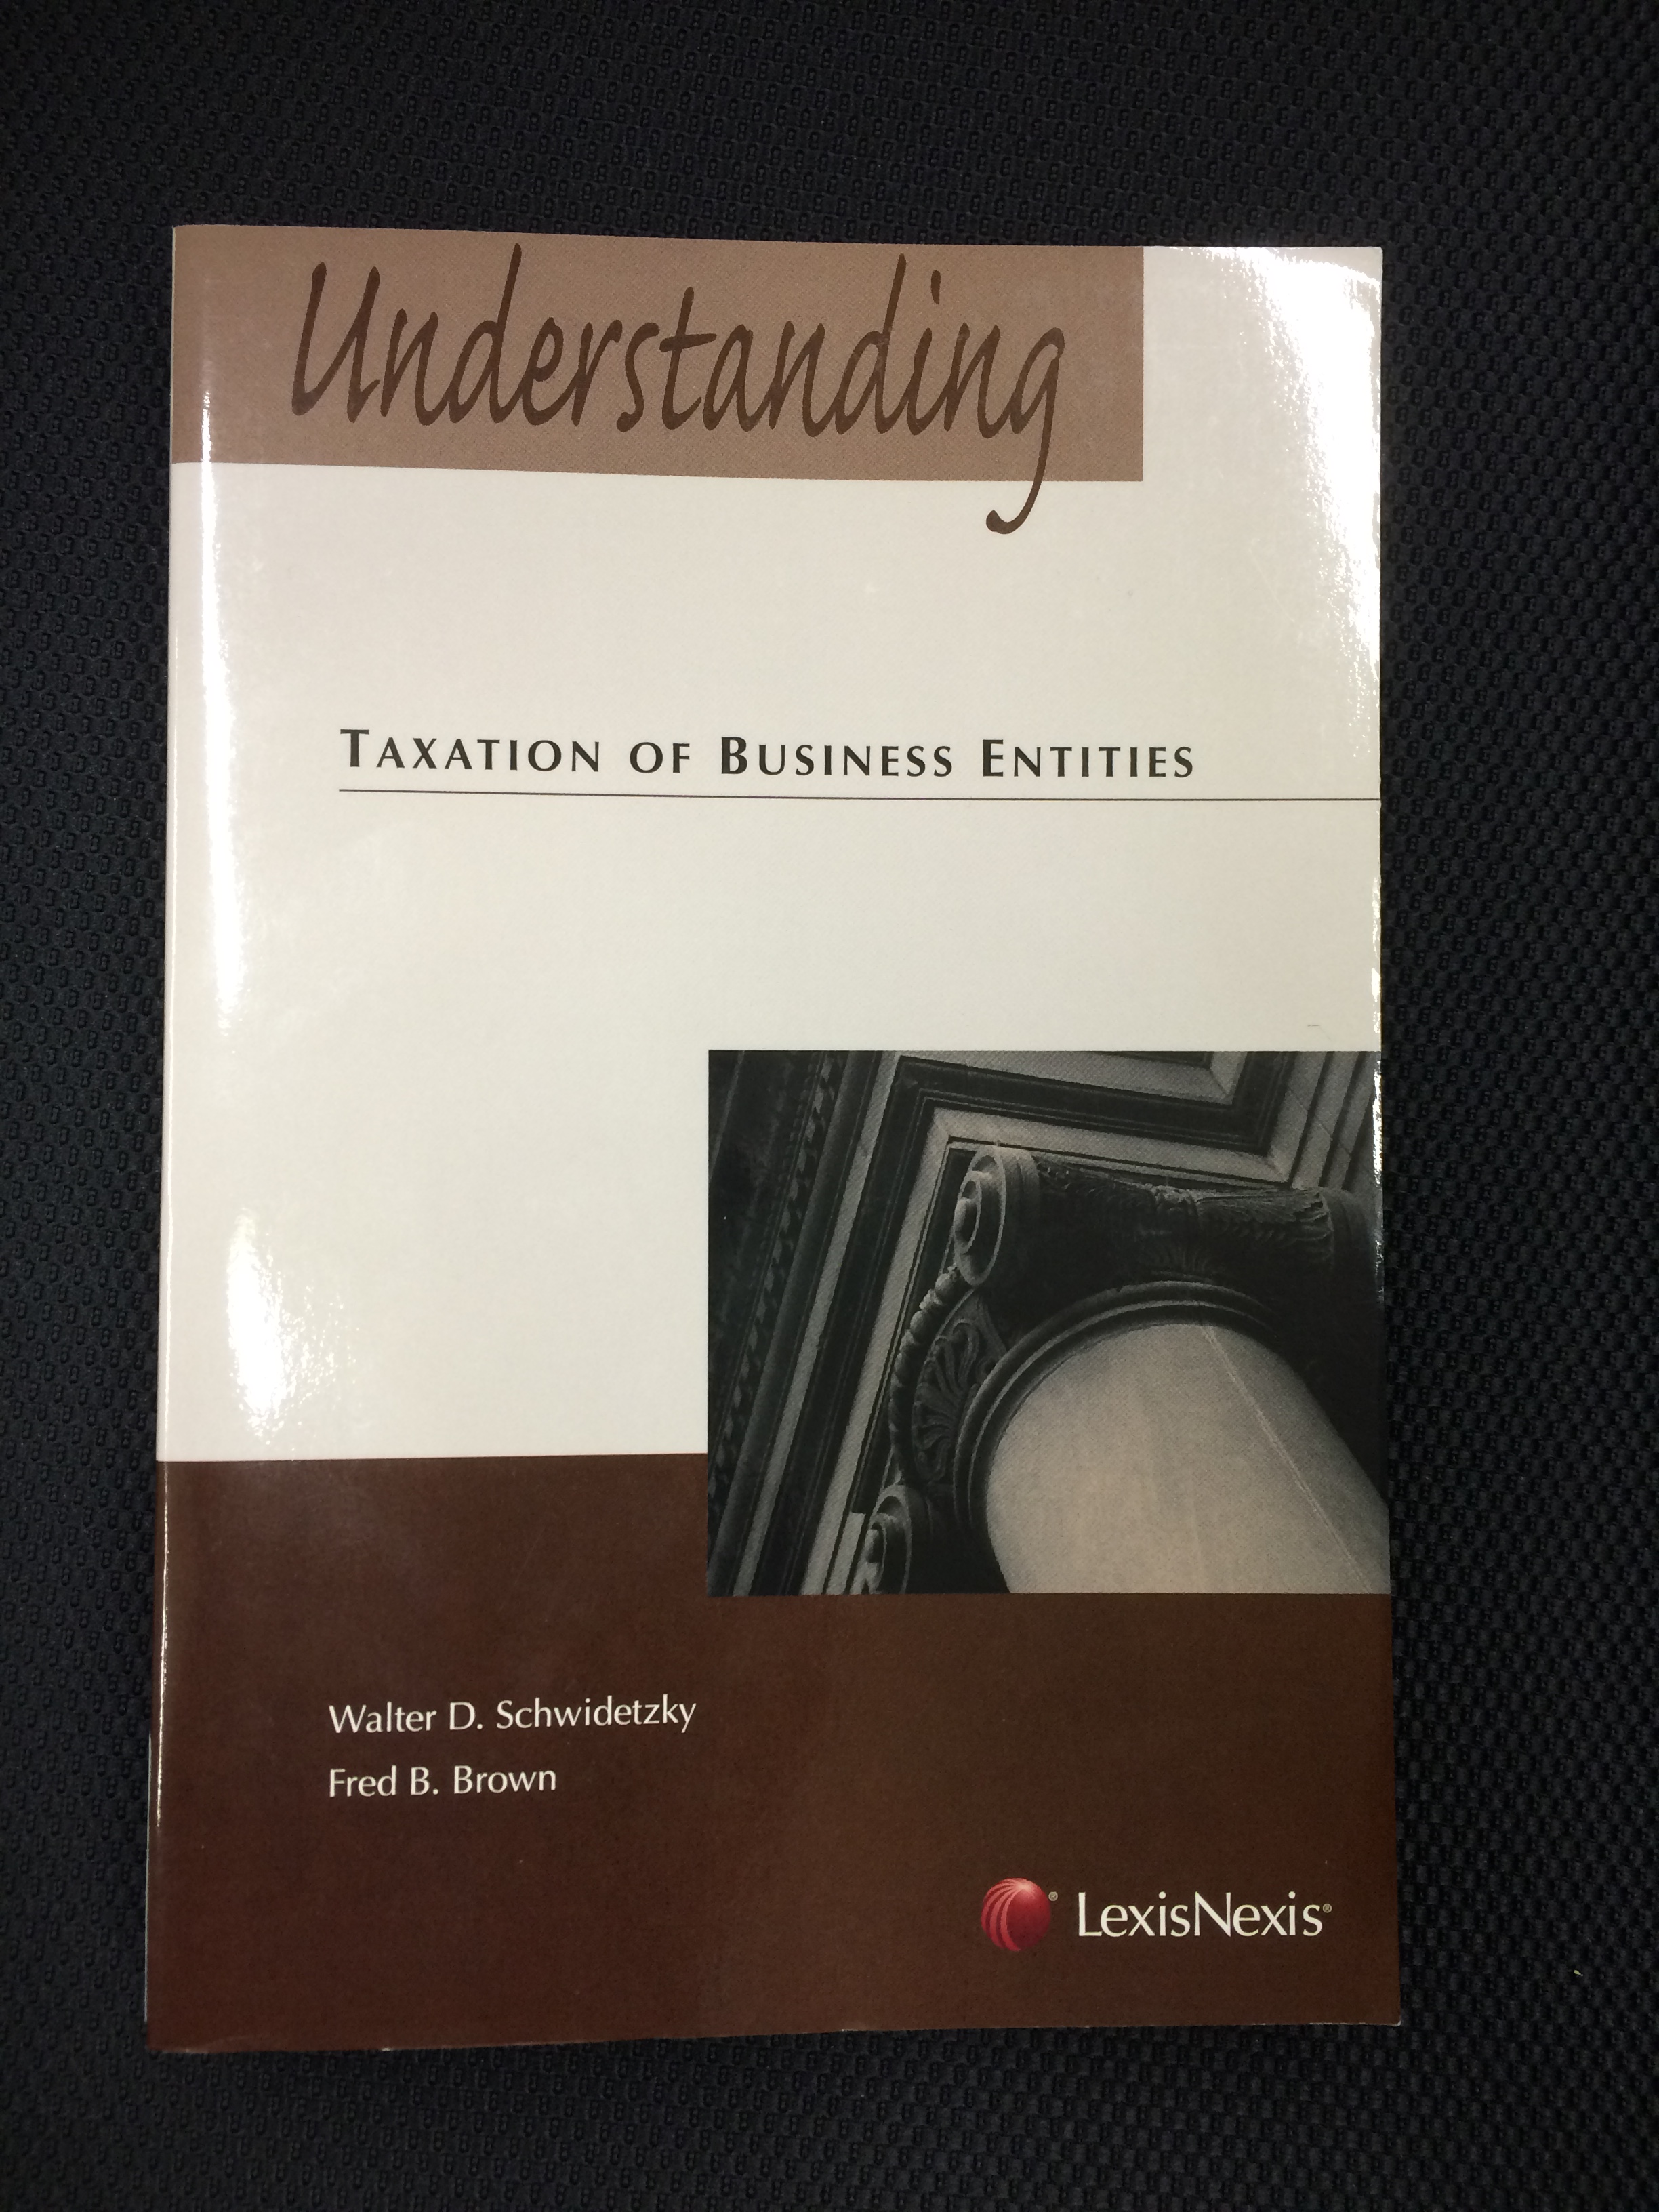 Understanding
TAXATION OF BUSINESS ENTITIES
Walter D. Schwidetzky
Fred B. Brown
® LexisNexis®